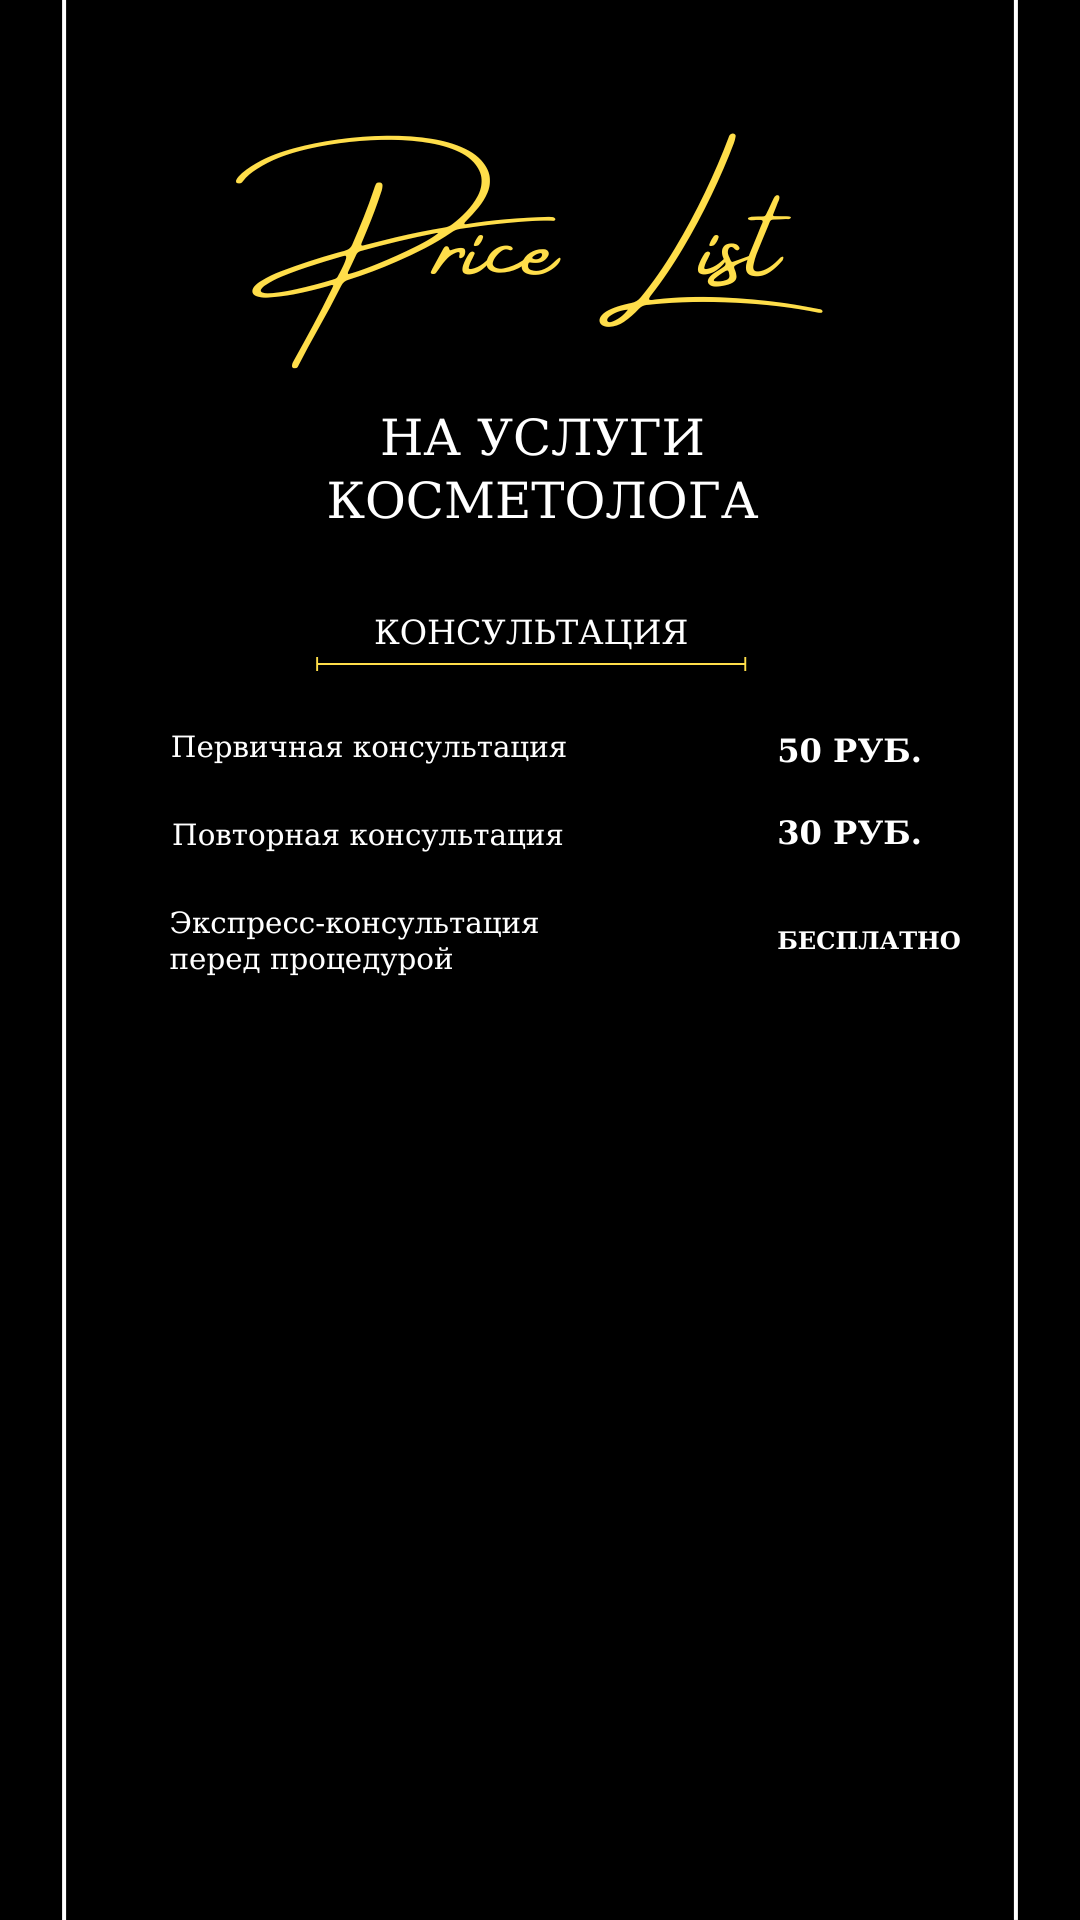 Price List
НА УСЛУГИ
КОСМЕТОЛОГА
КОНСУЛЬТАЦИЯ
Первичная консультация 50 РУБ.
Повторная консультация 30 РУБ.
Экспресс-консультация
перед процедурой БЕСПЛАТНО